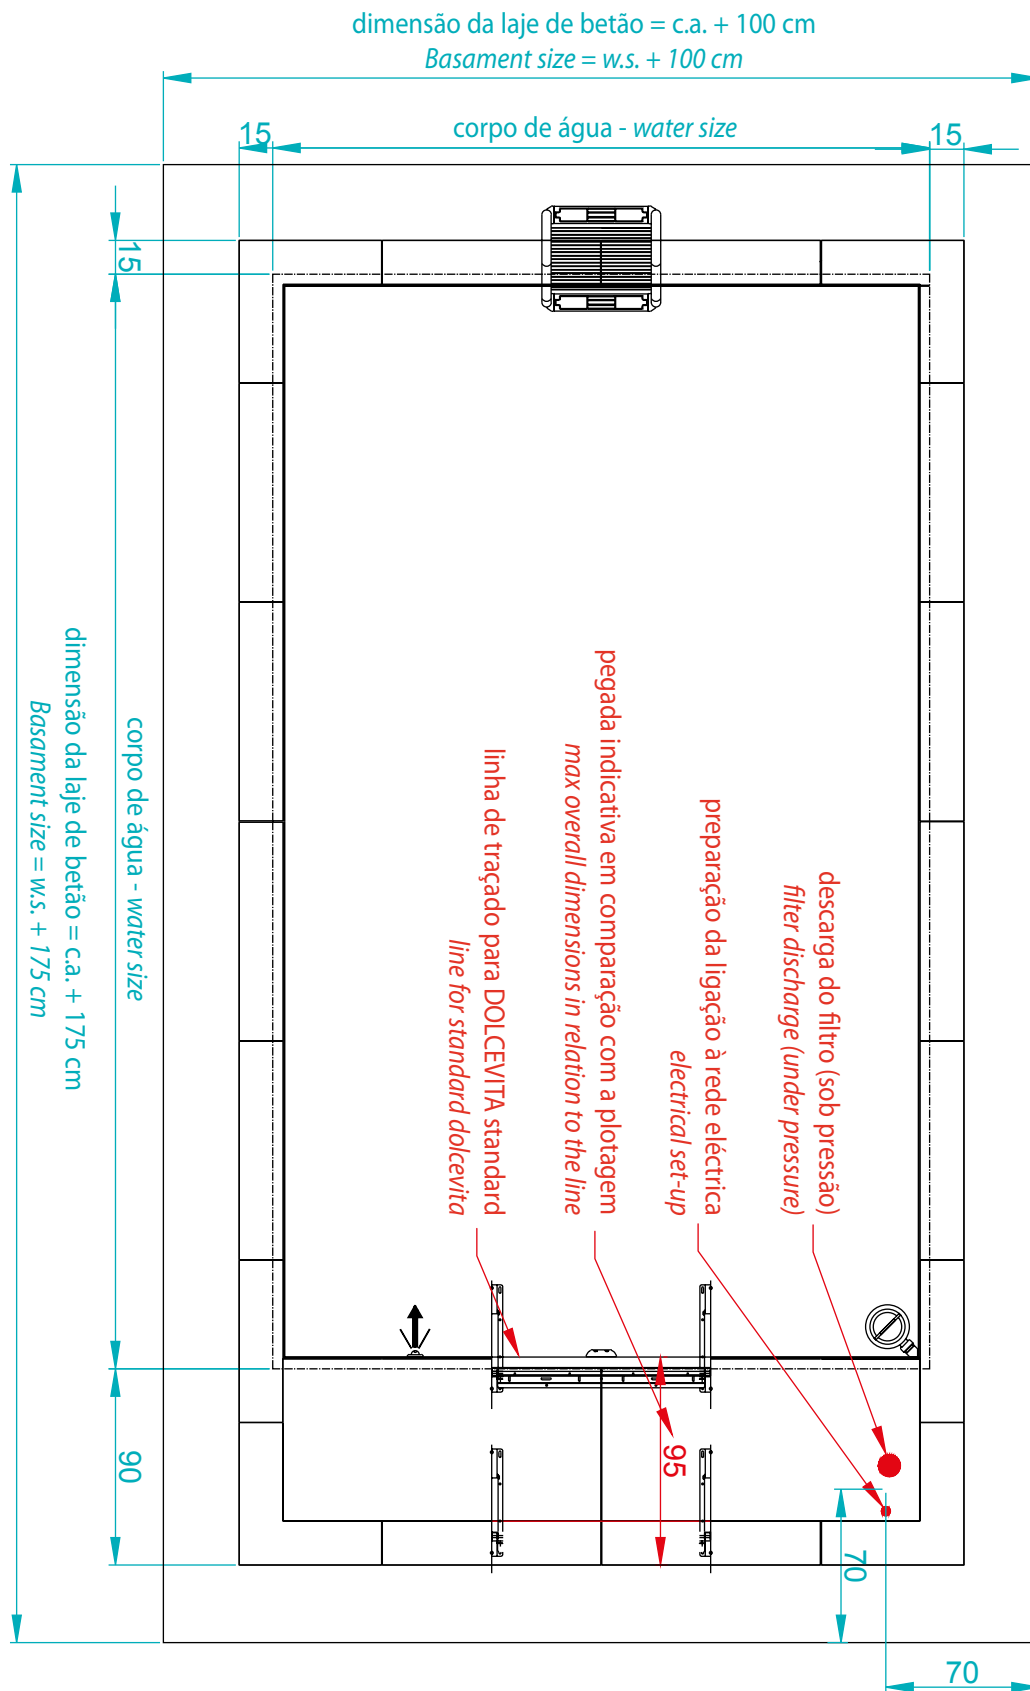 dimensão da laje de betão = c.a. + 100 cm
Basament size = w.s. + 100 cm
15
corpo de água - water size
15
15
corpo de água - water size
dimensão da laje de betão = c.a. + 175 cm
Basament size = w.s. + 175 cm
descarga do filtro (sob pressão)
filter discharge (under pressure)
preparação da ligação à rede eléctrica
electrical set-up
pegada indicativa em comparação com a plotagem
max overall dimensions in relation to the line
linha de traçado para DOLCEVITA standard
line for standard dolcevita
90
95
70
70